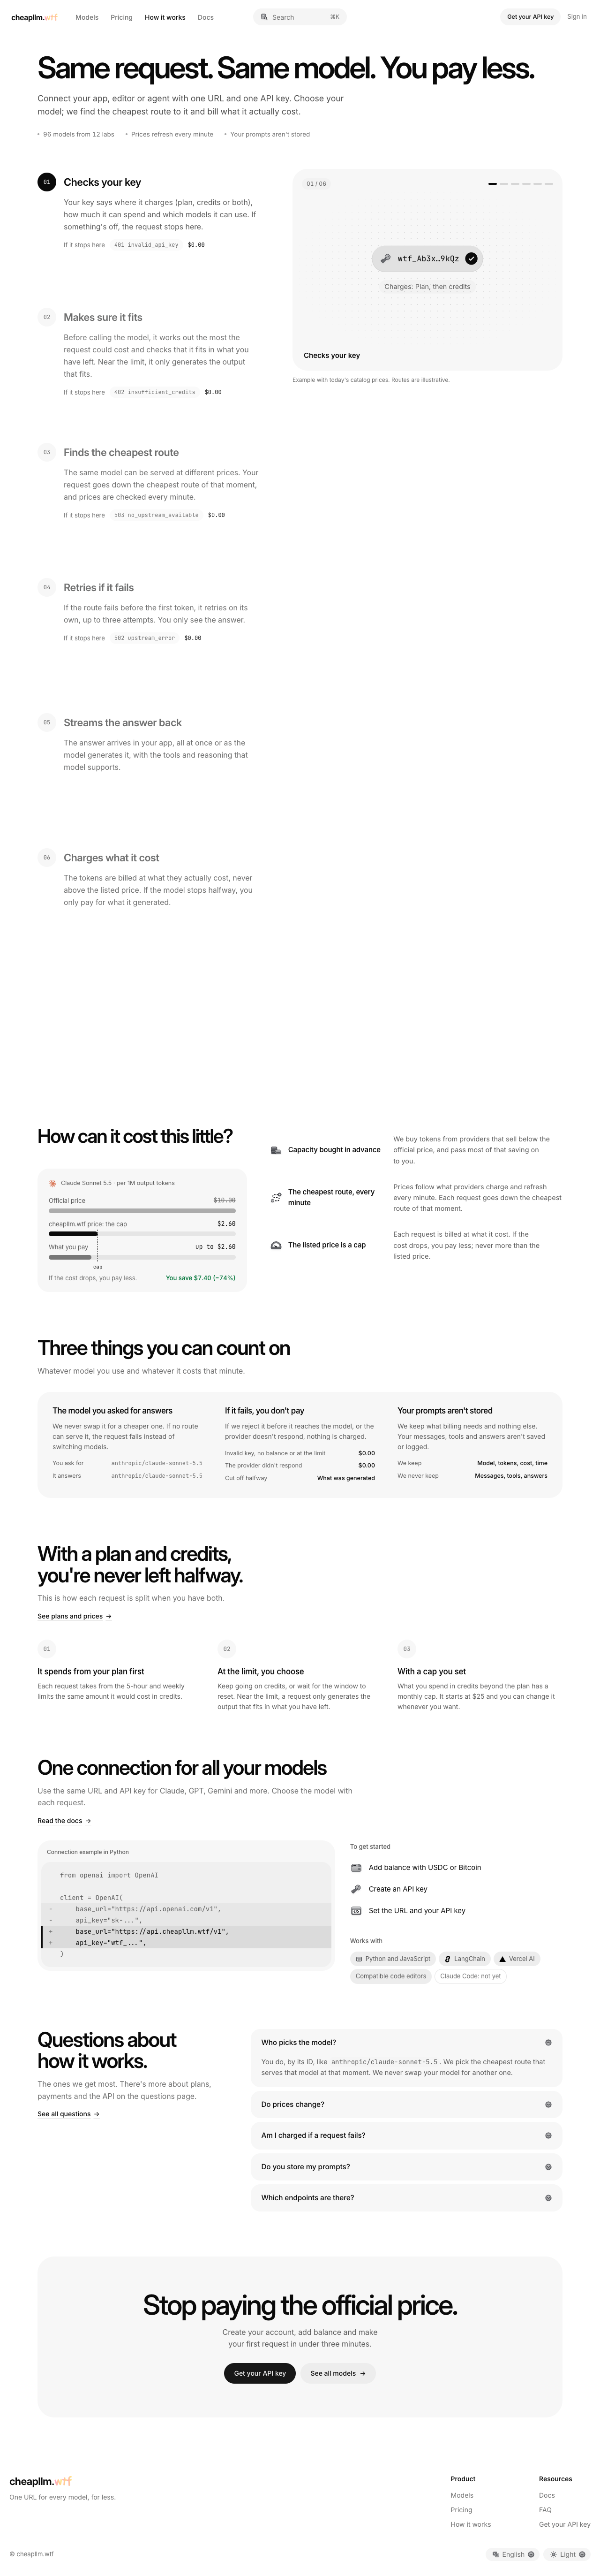 cheapllm.wtf
Models
Pricing
How it works
Docs
Search
⌘K
Get your API key
Sign in
Same request. Same model. You pay less.
Connect your app, editor or agent with one URL and one API key. Choose your
model; we find the cheapest route to it and bill what it actually cost.
96 models from 12 labs
Prices refresh every minute
Your prompts aren't stored
01
Checks your key
Your key says where it charges from (plan, credits or both),
how much it can spend and which models it can use. If
something's off, the request stops here.
If it stops here 401 invalid_api_key $0.00
01 / 06
wtf_Ab3x…9kQz
Charges: Plan, then credits
Checks your key
Example with today's catalog prices. Routes are illustrative.
02
Makes sure it fits
Before calling the model, it works out the most the
request could cost and checks that it fits in what you
have left. Near the limit, it only generates the output
that fits.
If it stops here 402 insufficient_credits $0.00
03
Finds the cheapest route
The same model can be served at different prices. Your
request goes down the cheapest route of that moment,
and prices are checked every minute.
If it stops here 503 no_upstream_available $0.00
04
Retries if it fails
If the route fails before the first token, it retries on its
own, up to three attempts. You only see the answer.
If it stops here 502 upstream_error $0.00
05
Streams the answer back
The answer arrives in your app, all at once or as the
model generates it, with the tools and reasoning that
model supports.
06
Charges what it cost
The tokens are billed at what they actually cost, never
above the listed price. If the model stops halfway, you
only pay for what it generated.
How can it cost this little?
Claude Sonnet 5.5 · per 1M output tokens
Official price $10.00
cheapllm.wtf price: the cap $2.60
What you pay up to $2.60
cap
If the cost drops, you pay less. You save $7.40 (−74%)
Capacity bought in advance
We buy tokens from providers that sell below the
official price, and pass most of that saving on
to you.
The cheapest route, every
minute
Prices follow what providers charge and refresh
every minute. Each request goes down the cheapest
route of that moment.
The listed price is a cap
Each request is billed at what it cost. If the
cost drops, you pay less; never more than the
listed price.
Three things you can count on
Whatever model you use and whatever it costs that minute.
The model you asked for answers
We never swap it for a cheaper one. If no route
can serve it, the request fails instead of
switching models.
You ask for anthropic/claude-sonnet-5.5
It answers anthropic/claude-sonnet-5.5
If it fails, you don't pay
If we reject it before it reaches the model, or the
provider doesn't respond, nothing is charged.
Invalid key, no balance or at the limit $0.00
The provider didn't respond $0.00
Cut off halfway What was generated
Your prompts aren't stored
We keep what billing needs and nothing else.
Your messages, tools and answers aren't saved
or logged.
We keep Model, tokens, cost, time
We never keep Messages, tools, answers
With a plan and credits,
you're never left halfway.
This is how each request is split when you have both.
See plans and prices →
01
It spends from your plan first
Each request takes from the 5-hour and weekly
limits the same amount it would cost in credits.
02
At the limit, you choose
Keep going on credits, or wait for the window to
reset. Near the limit, a request only generates the
output that fits in what you have left.
03
With a cap you set
What you spend in credits beyond the plan has a
monthly cap. It starts at $25 and you can change it
whenever you want.
One connection for all your models
Use the same URL and API key for Claude, GPT, Gemini and more. Choose the model with
each request.
Read the docs →
Connection example in Python
from openai import OpenAI
client = OpenAI(
- base_url="https://api.openai.com/v1",
- api_key="sk-...",
+ base_url="https://api.cheapllm.wtf/v1",
+ api_key="wtf_...",
)
To get started
Add balance with USDC or Bitcoin
Create an API key
Set the URL and your API key
Works with
Python and JavaScript
LangChain
Vercel AI
Compatible code editors
Claude Code: not yet
Questions about
how it works.
The ones we get most. There's more about plans,
payments and the API on the questions page.
See all questions →
Who picks the model?
You do, by its ID, like anthropic/claude-sonnet-5.5. We pick the cheapest route that
serves that model at that moment. We never swap your model for another one.
Do prices change?
Am I charged if a request fails?
Do you store my prompts?
Which endpoints are there?
Stop paying the official price.
Create your account, add balance and make
your first request in under three minutes.
Get your API key
See all models →
cheapllm.wtf
One URL for every model, for less.
Product
Models
Pricing
How it works
Resources
Docs
FAQ
Get your API key
© cheapllm.wtf
English
Light